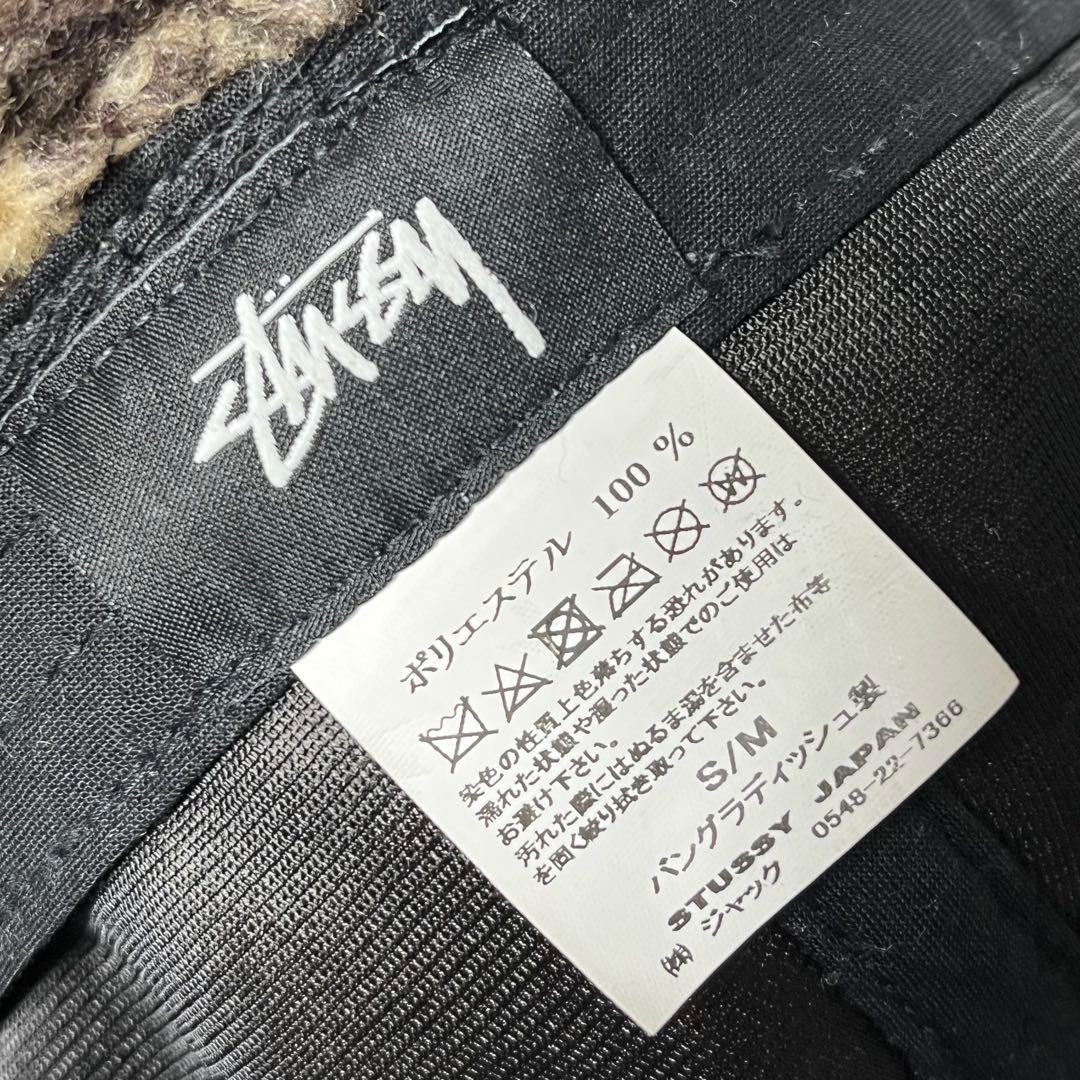 STÜSSY
ポリエステル 100 %
染色の性質上色落ちする恐れがあります。
濡れた状態や湿った状態でのご使用は
お避け下さい。
汚れた際にはぬるま湯を含ませた布等
を固く絞り拭き取って下さい。
S/M
バングラディッシュ製
STUSSY JAPAN
㈱ジャック 0548-22-7366